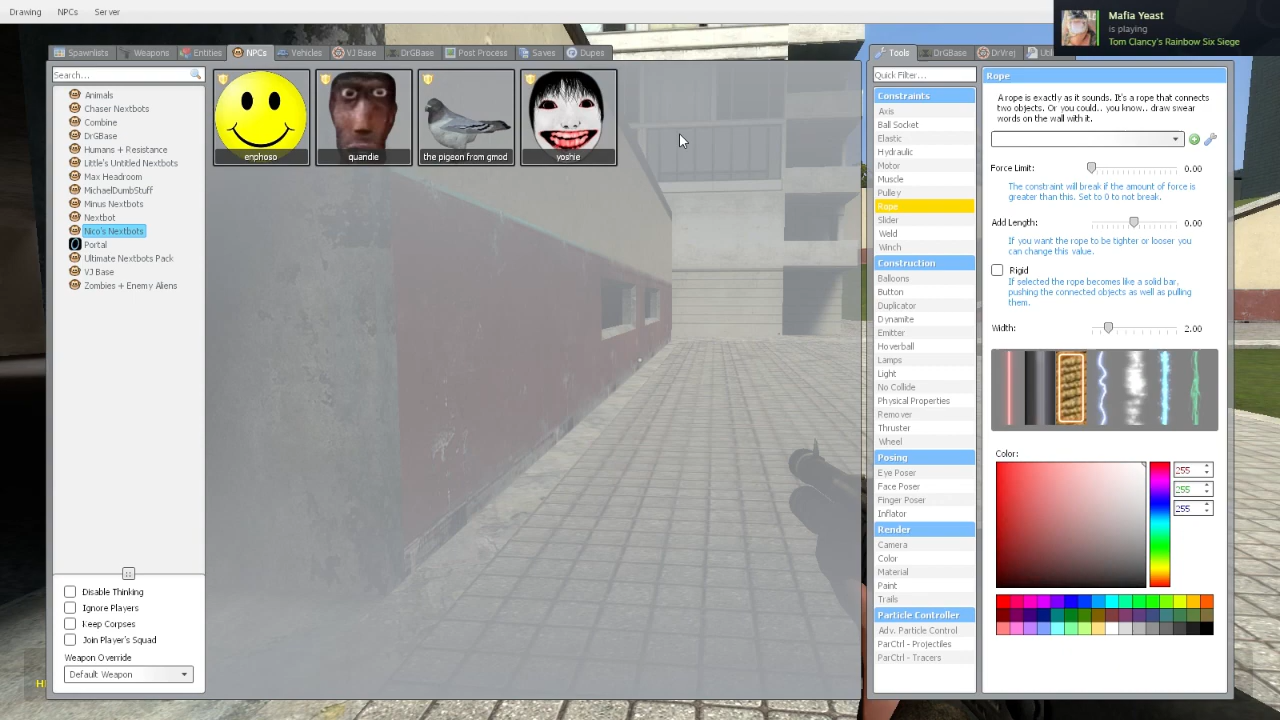 Drawing NPCs Server
Mafia Yeast
is playing
Tom Clancy's Rainbow Six Siege
Spawnlists Weapons Entities NPCs Vehicles VJ Base DrGBase Post Process Saves Dupes
Search...
Animals
Chaser Nextbots
Combine
DrGBase
Humans + Resistance
Little's Untitled Nextbots
Max Headroom
MichaelDumbStuff
Minus Nextbots
Nextbot
Nico's Nextbots
Portal
Ultimate Nextbots Pack
VJ Base
Zombies + Enemy Aliens
Disable Thinking
Ignore Players
Keep Corpses
Join Player's Squad
Weapon Override
Default Weapon
enphoso
quandie
the pigeon from gmod
yoshie
Tools DrGBase
Quick Filter...
Constraints
Axis
Ball Socket
Elastic
Hydraulic
Motor
Muscle
Pulley
Rope
Slider
Weld
Winch
Construction
Balloons
Button
Duplicator
Dynamite
Emitter
Hoverball
Lamps
Light
No Collide
Physical Properties
Remover
Thruster
Wheel
Posing
Eye Poser
Face Poser
Finger Poser
Inflator
Render
Camera
Color
Material
Paint
Trails
Particle Controller
Adv. Particle Control
ParCtrl - Projectiles
ParCtrl - Tracers
Rope
A rope is exactly as it sounds. It's a rope that connects
two objects. Or you could.. you know.. draw swear
words on the wall with it.
Force Limit: 0.00
The constraint will break if the amount of force is
greater than this. Set to 0 to not break.
Add Length: 0.00
If you want the rope to be tighter or looser you
can change this value.
Rigid
If selected the rope becomes like a solid bar,
pushing the connected objects as well as pulling
them.
Width: 2.00
Color:
255
255
255